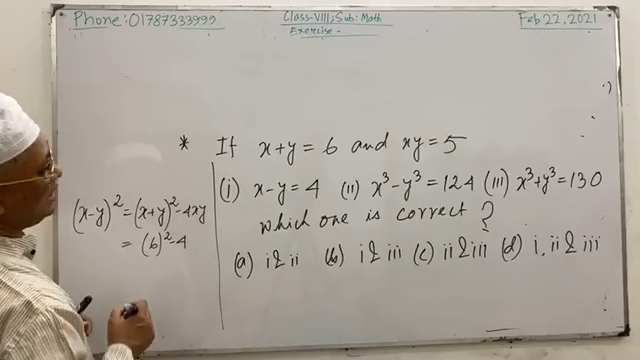 Phone: 01787333999
Class-VIII; Sub: Math
Exercise-
Feb 22, 2021
* If x+y = 6 and xy = 5
(i) x-y = 4 (ii) x³-y³ = 124 (iii) x³+y³ = 130
which one is correct ?
(a) i & ii (b) i & iii (c) ii & iii (d) i, ii & iii
(x-y)² = (x+y)²-4xy
= (6)²-4